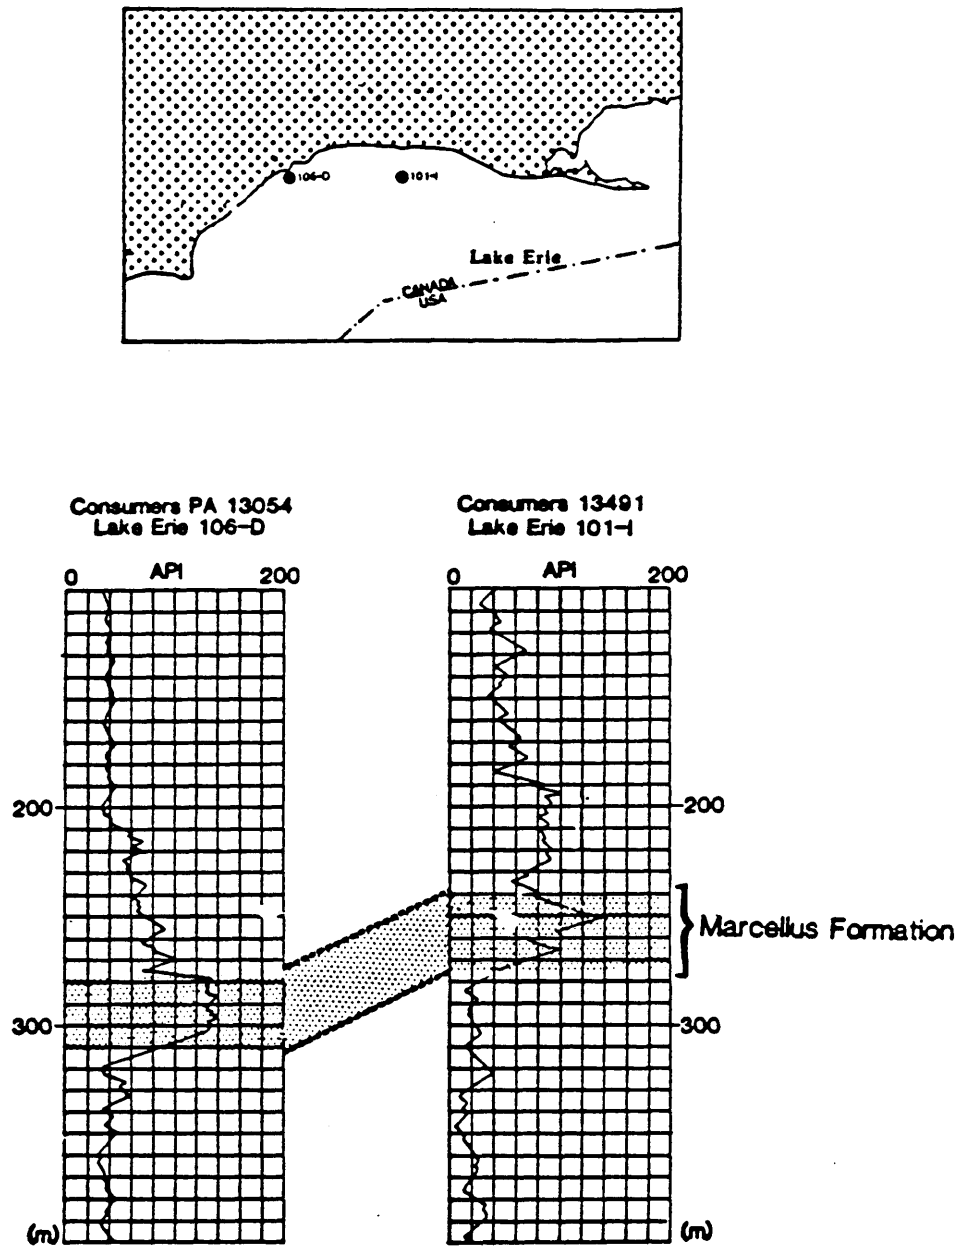 106-D
101-I
Lake Erie
CANADA
USA
Consumers PA 13054
Lake Erie 106-D
Consumers 13491
Lake Erie 101-I
0 API 200
0 API 200
200
200
Marcellus Formation
300
300
(m)
(m)